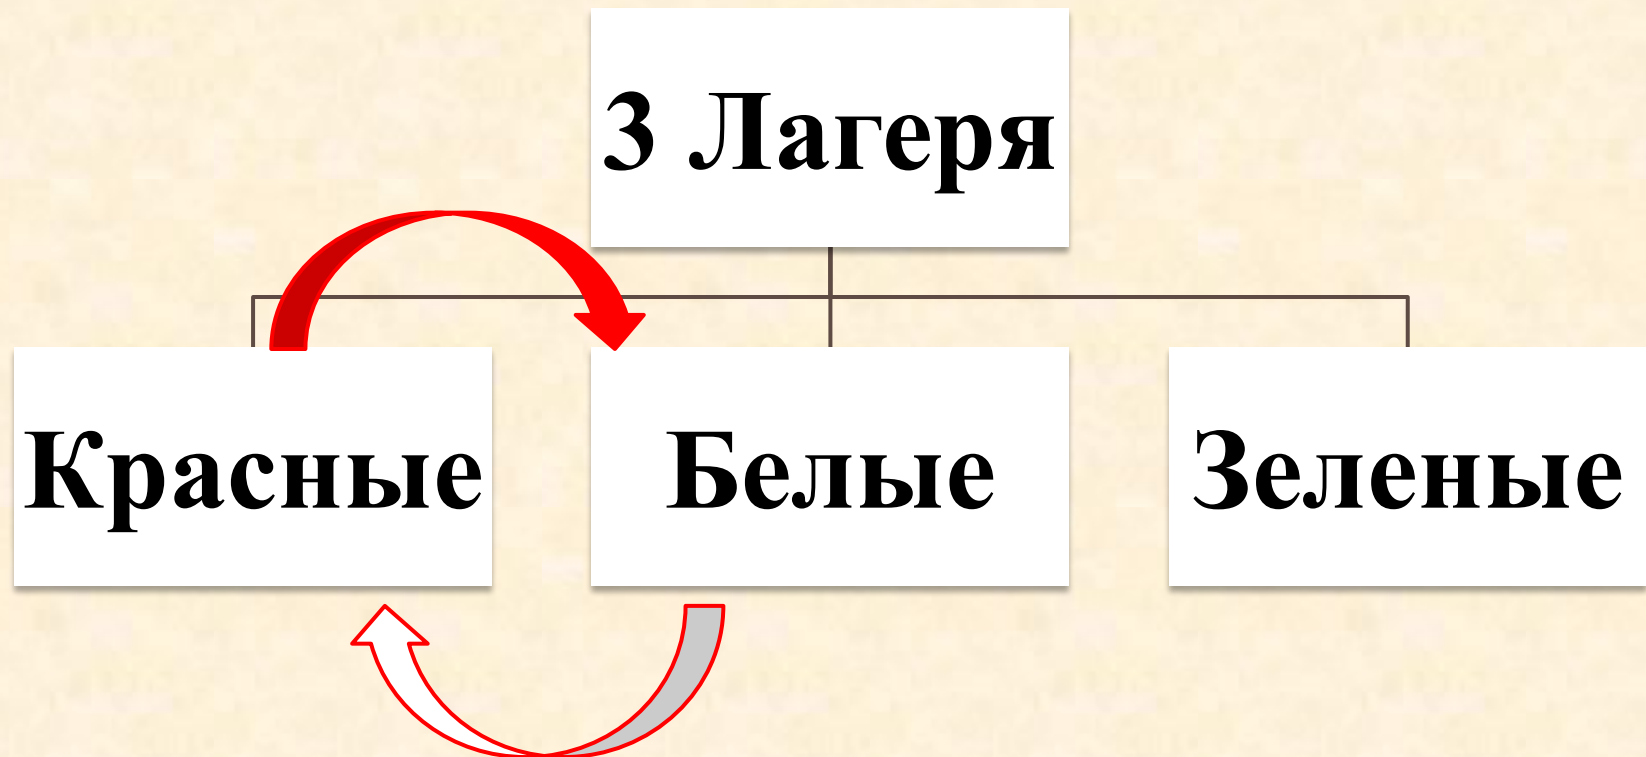 3 Лагеря
Красные
Белые
Зеленые